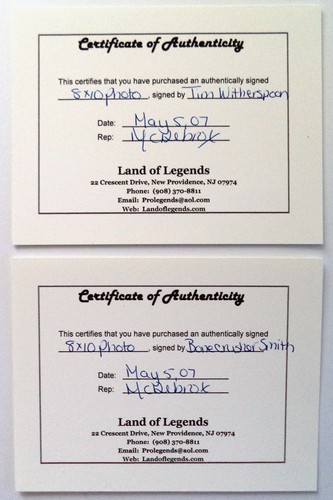 Certificate of Authenticity
This certifies that you have purchased an authentically signed
8x10 photo, signed by Tim Witherspoon
Date: May 5, 07
Rep:
Land of Legends
22 Crescent Drive, New Providence, NJ 07974
Phone: (908) 370-8811
Email: Prolegends@aol.com
Web: Landoflegends.com
Certificate of Authenticity
This certifies that you have purchased an authentically signed
8x10 photo, signed by Bonecrusher Smith
Date: May 5, 07
Rep:
Land of Legends
22 Crescent Drive, New Providence, NJ 07974
Phone: (908) 370-8811
Email: Prolegends@aol.com
Web: Landoflegends.com